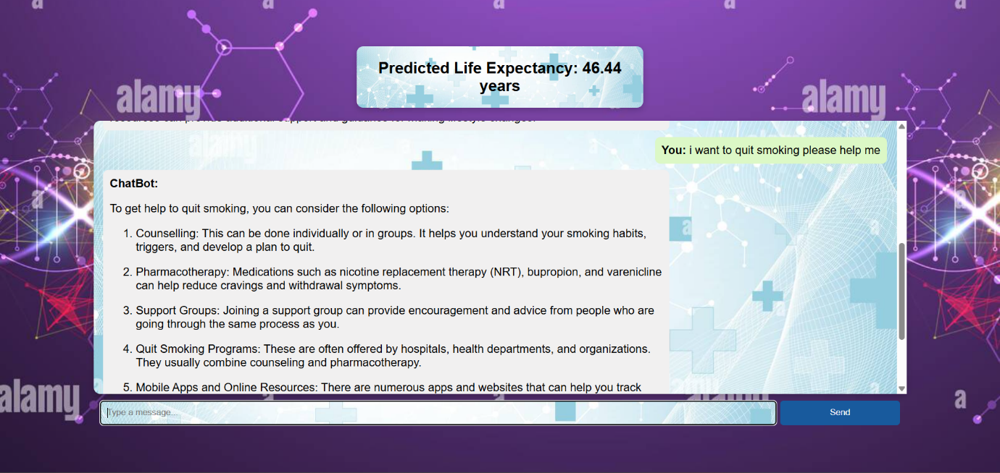 a a a a a
Predicted Life Expectancy: 46.44
years
alamy
alamy
You: i want to quit smoking please help me
alamy
ChatBot:
To get help to quit smoking, you can consider the following options:
1. Counselling: This can be done individually or in groups. It helps you understand your smoking habits,
triggers, and develop a plan to quit.
a
a
a
2. Pharmacotherapy: Medications such as nicotine replacement therapy (NRT), bupropion, and varenicline
can help reduce cravings and withdrawal symptoms.
3. Support Groups: Joining a support group can provide encouragement and advice from people who are
going through the same process as you.
4. Quit Smoking Programs: These are often offered by hospitals, health departments, and organizations.
They usually combine counseling and pharmacotherapy.
5. Mobile Apps and Online Resources: There are numerous apps and websites that can help you track
alamy
alamy
a
Type a message...
Send